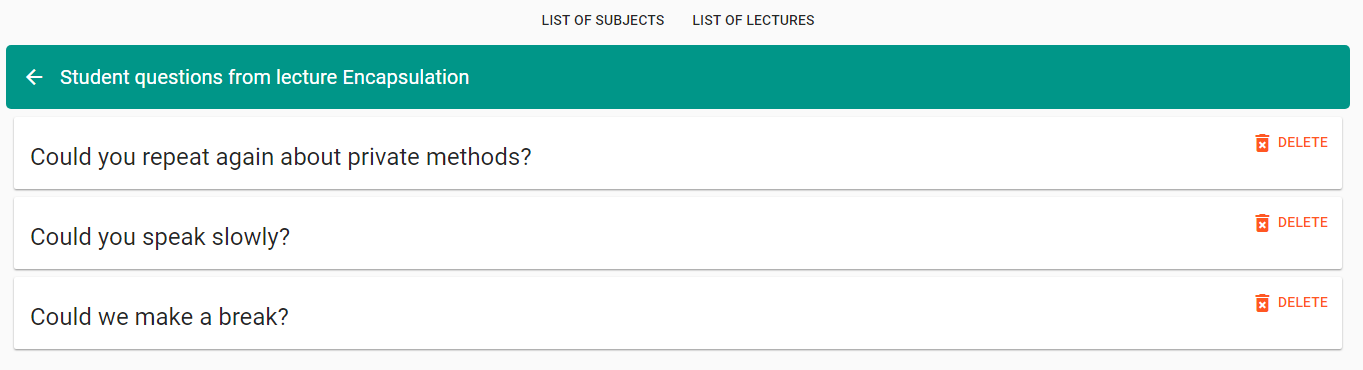 LIST OF SUBJECTS LIST OF LECTURES
Student questions from lecture Encapsulation
Could you repeat again about private methods?
DELETE
Could you speak slowly?
DELETE
Could we make a break?
DELETE